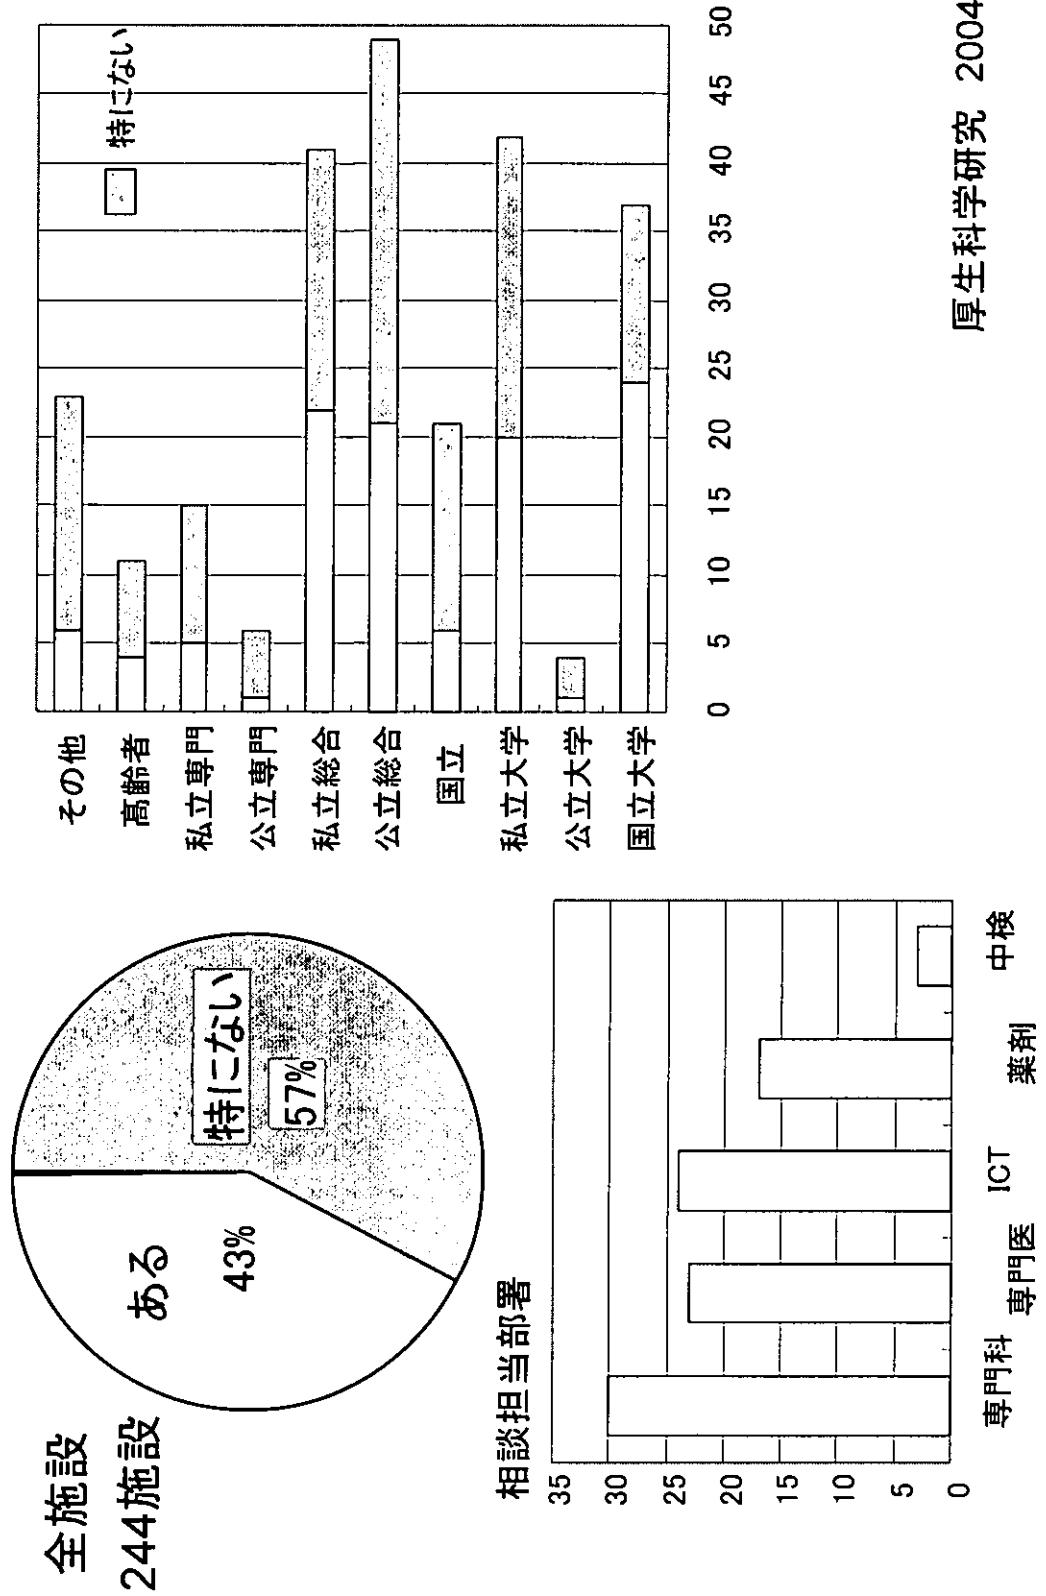 全施設
244施設
ある
43%
特にない
57%
特にない
その他
高齢者
私立専門
公立専門
私立総合
公立総合
国立
私立大学
公立大学
国立大学
0 5 10 15 20 25 30 35 40 45 50
相談担当部署
35
30
25
20
15
10
5
0
専門科 専門医 ICT 薬剤 中検
厚生科学研究 2004